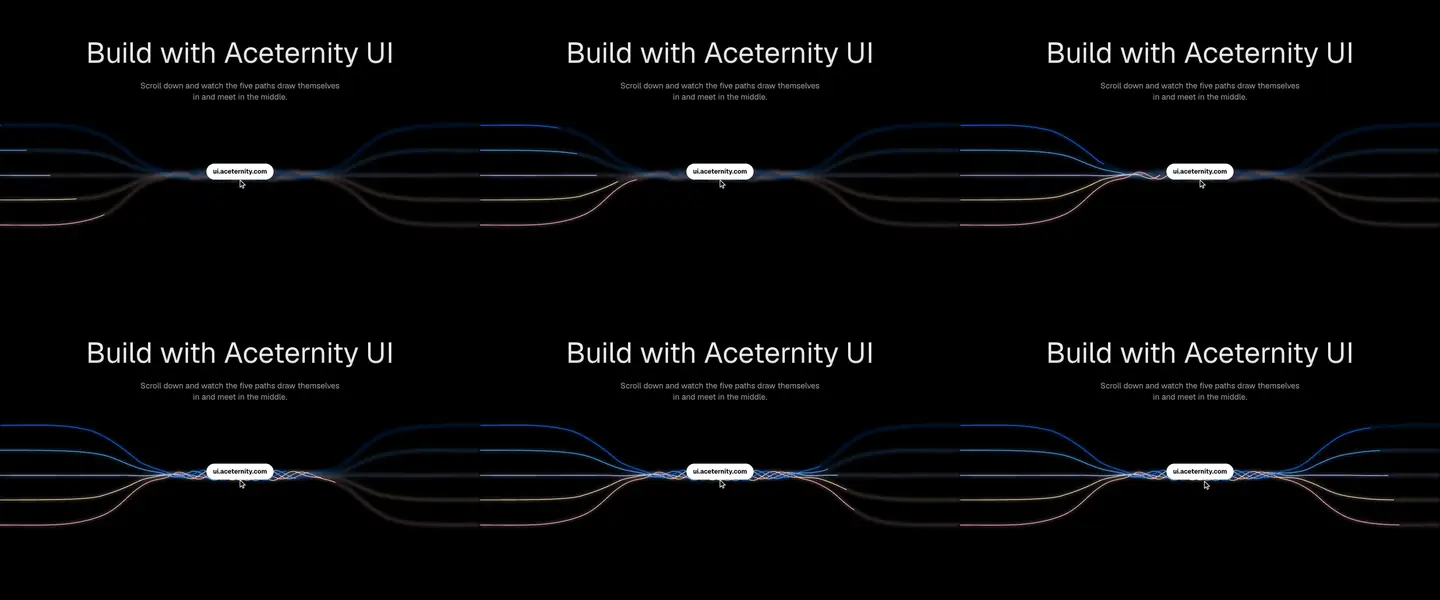 Build with Aceternity UI
Scroll down and watch the five paths draw themselves
in and meet in the middle.
ui.aceternity.com
Build with Aceternity UI
Scroll down and watch the five paths draw themselves
in and meet in the middle.
ui.aceternity.com
Build with Aceternity UI
Scroll down and watch the five paths draw themselves
in and meet in the middle.
ui.aceternity.com
Build with Aceternity UI
Scroll down and watch the five paths draw themselves
in and meet in the middle.
ui.aceternity.com
Build with Aceternity UI
Scroll down and watch the five paths draw themselves
in and meet in the middle.
ui.aceternity.com
Build with Aceternity UI
Scroll down and watch the five paths draw themselves
in and meet in the middle.
ui.aceternity.com